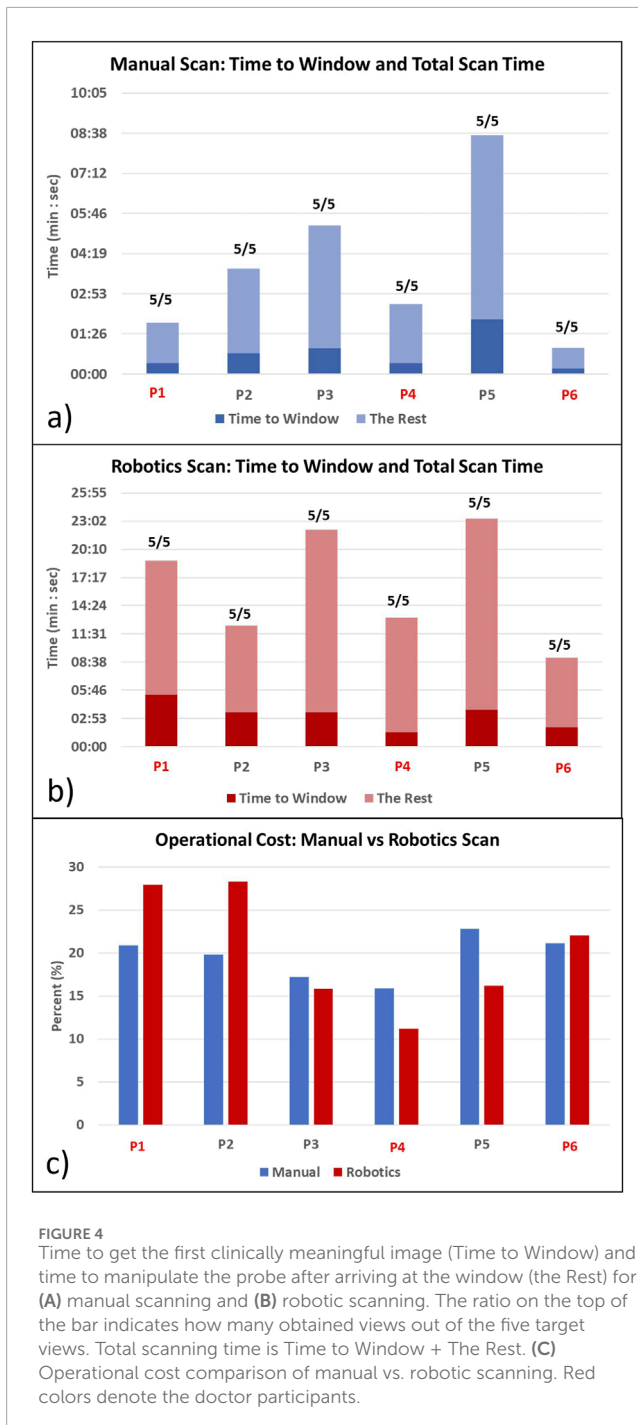 Manual Scan: Time to Window and Total Scan Time
Time (min : sec)
10:05
08:38
07:12
05:46
04:19
02:53
01:26
00:00
5/5
5/5
5/5
5/5
5/5
5/5
P1
P2
P3
P4
P5
P6
Time to Window
The Rest
a)
Robotics Scan: Time to Window and Total Scan Time
Time (min : sec)
25:55
23:02
20:10
17:17
14:24
11:31
08:38
05:46
02:53
00:00
5/5
5/5
5/5
5/5
5/5
5/5
P1
P2
P3
P4
P5
P6
Time to Window
The Rest
b)
Operational Cost: Manual vs Robotics Scan
Percent (%)
30
25
20
15
10
5
0
P1
P2
P3
P4
P5
P6
Manual
Robotics
c)
FIGURE 4
Time to get the first clinically meaningful image (Time to Window) and
time to manipulate the probe after arriving at the window (the Rest) for
(A) manual scanning and (B) robotic scanning. The ratio on the top of
the bar indicates how many obtained views out of the five target
views. Total scanning time is Time to Window + The Rest. (C)
Operational cost comparison of manual vs. robotic scanning. Red
colors denote the doctor participants.